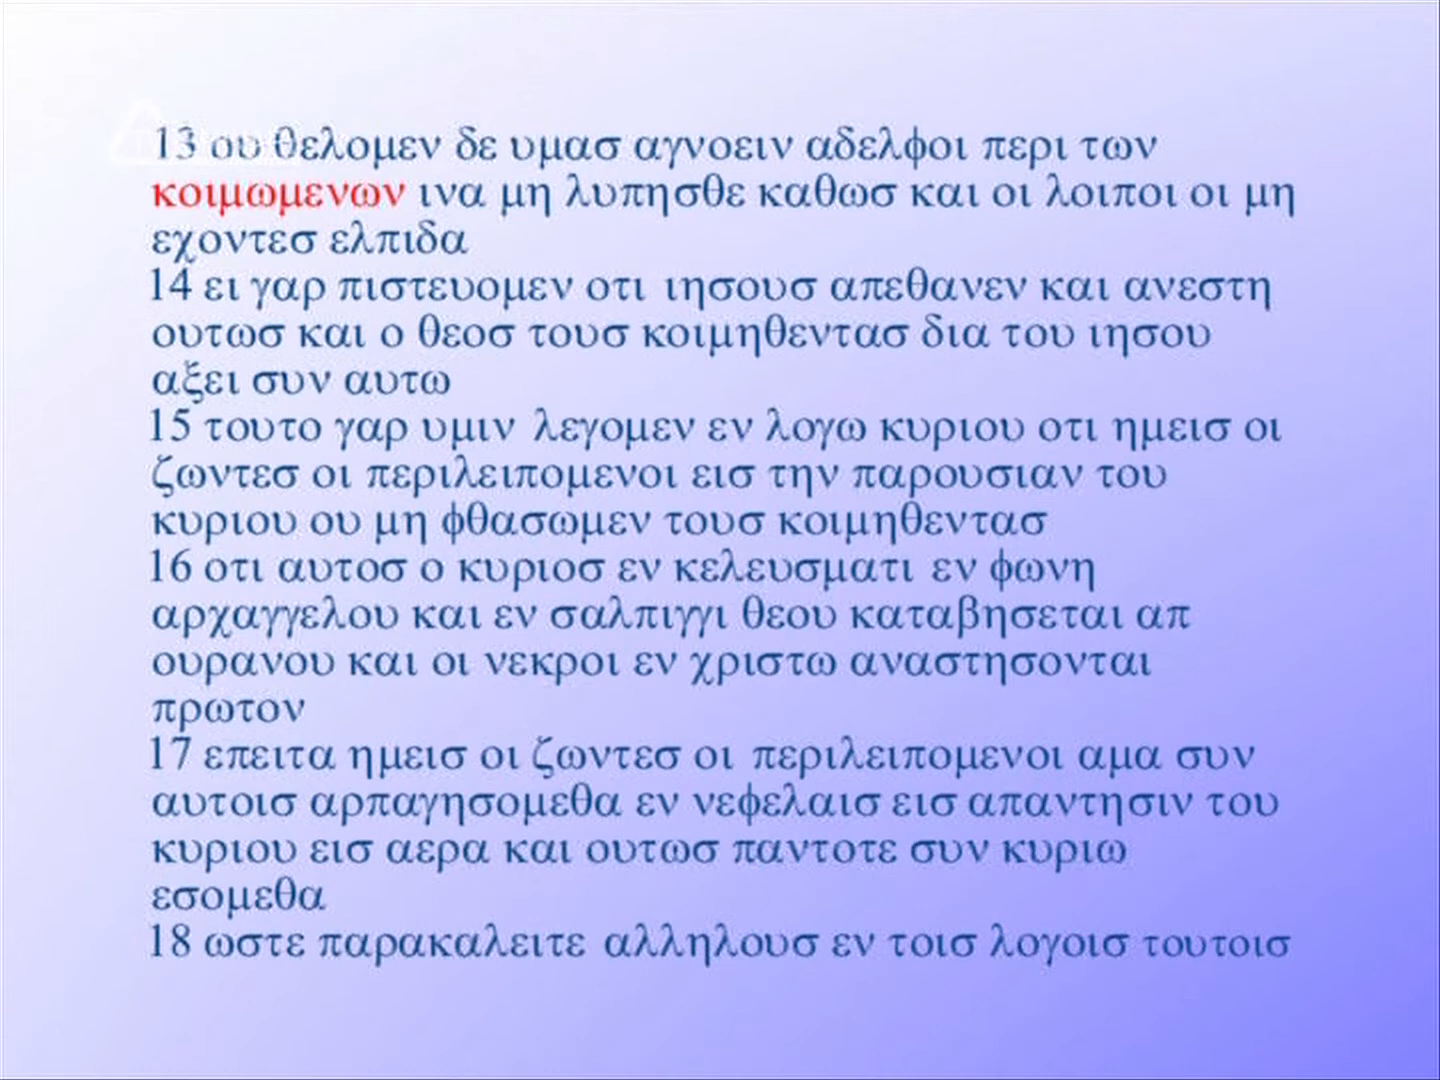 13 ου θελομεν δε υμασ αγνοειν αδελφοι περι των
κοιμωμενων ινα μη λυπησθε καθωσ και οι λοιποι οι μη
εχοντεσ ελπιδα
14 ει γαρ πιστευομεν οτι ιησουσ απεθανεν και ανεστη
ουτωσ και ο θεοσ τουσ κοιμηθεντασ δια του ιησου
αξει συν αυτω
15 τουτο γαρ υμιν λεγομεν εν λογω κυριου οτι ημεισ οι
ζωντεσ οι περιλειπομενοι εισ την παρουσιαν του
κυριου ου μη φθασωμεν τουσ κοιμηθεντασ
16 οτι αυτοσ ο κυριοσ εν κελευσματι εν φωνη
αρχαγγελου και εν σαλπιγγι θεου καταβησεται απ
ουρανου και οι νεκροι εν χριστω αναστησονται
πρωτον
17 επειτα ημεισ οι ζωντεσ οι περιλειπομενοι αμα συν
αυτοισ αρπαγησομεθα εν νεφελαισ εισ απαντησιν του
κυριου εισ αερα και ουτωσ παντοτε συν κυριω
εσομεθα
18 ωστε παρακαλειτε αλληλουσ εν τοισ λογοισ τουτοισ